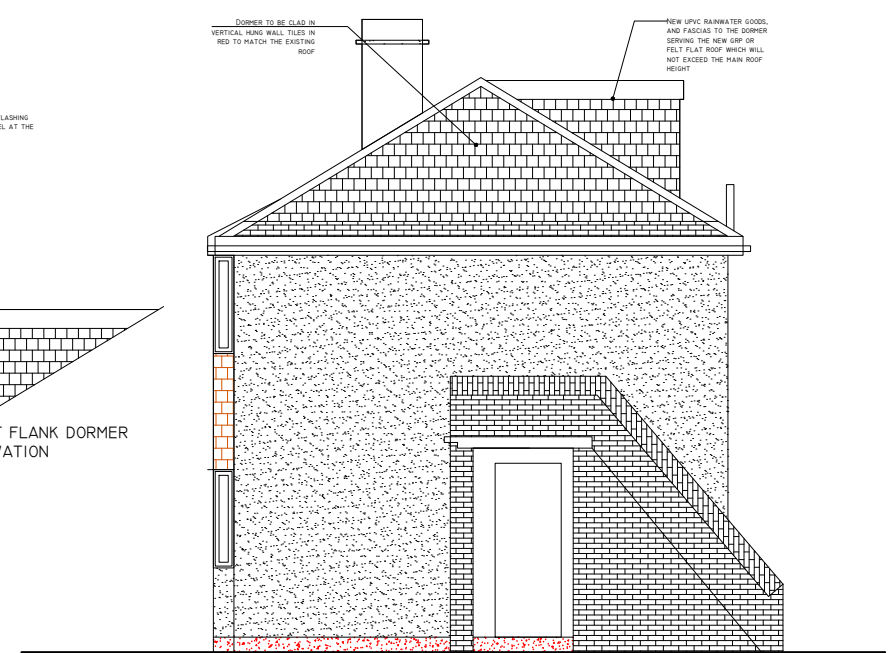 DORMER TO BE CLAD IN
VERTICAL HUNG WALL TILES IN
RED TO MATCH THE EXISTING
ROOF
NEW UPVC RAINWATER GOODS,
AND FASCIAS TO THE DORMER
SERVING THE NEW GRP OR
FELT FLAT ROOF WHICH WILL
NOT EXCEED THE MAIN ROOF
HEIGHT
LASHING
EL AT THE
FLANK DORMER
VATION